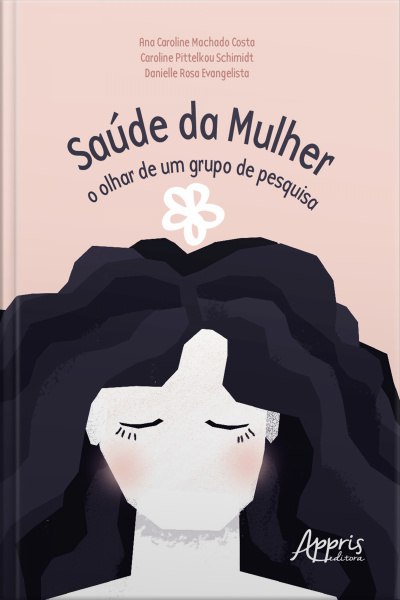 Ana Caroline Machado Costa
Caroline Pittelkou Schimidt
Danielle Rosa Evangelista
Saúde da Mulher
o olhar de um grupo de pesquisa
Appris
editora